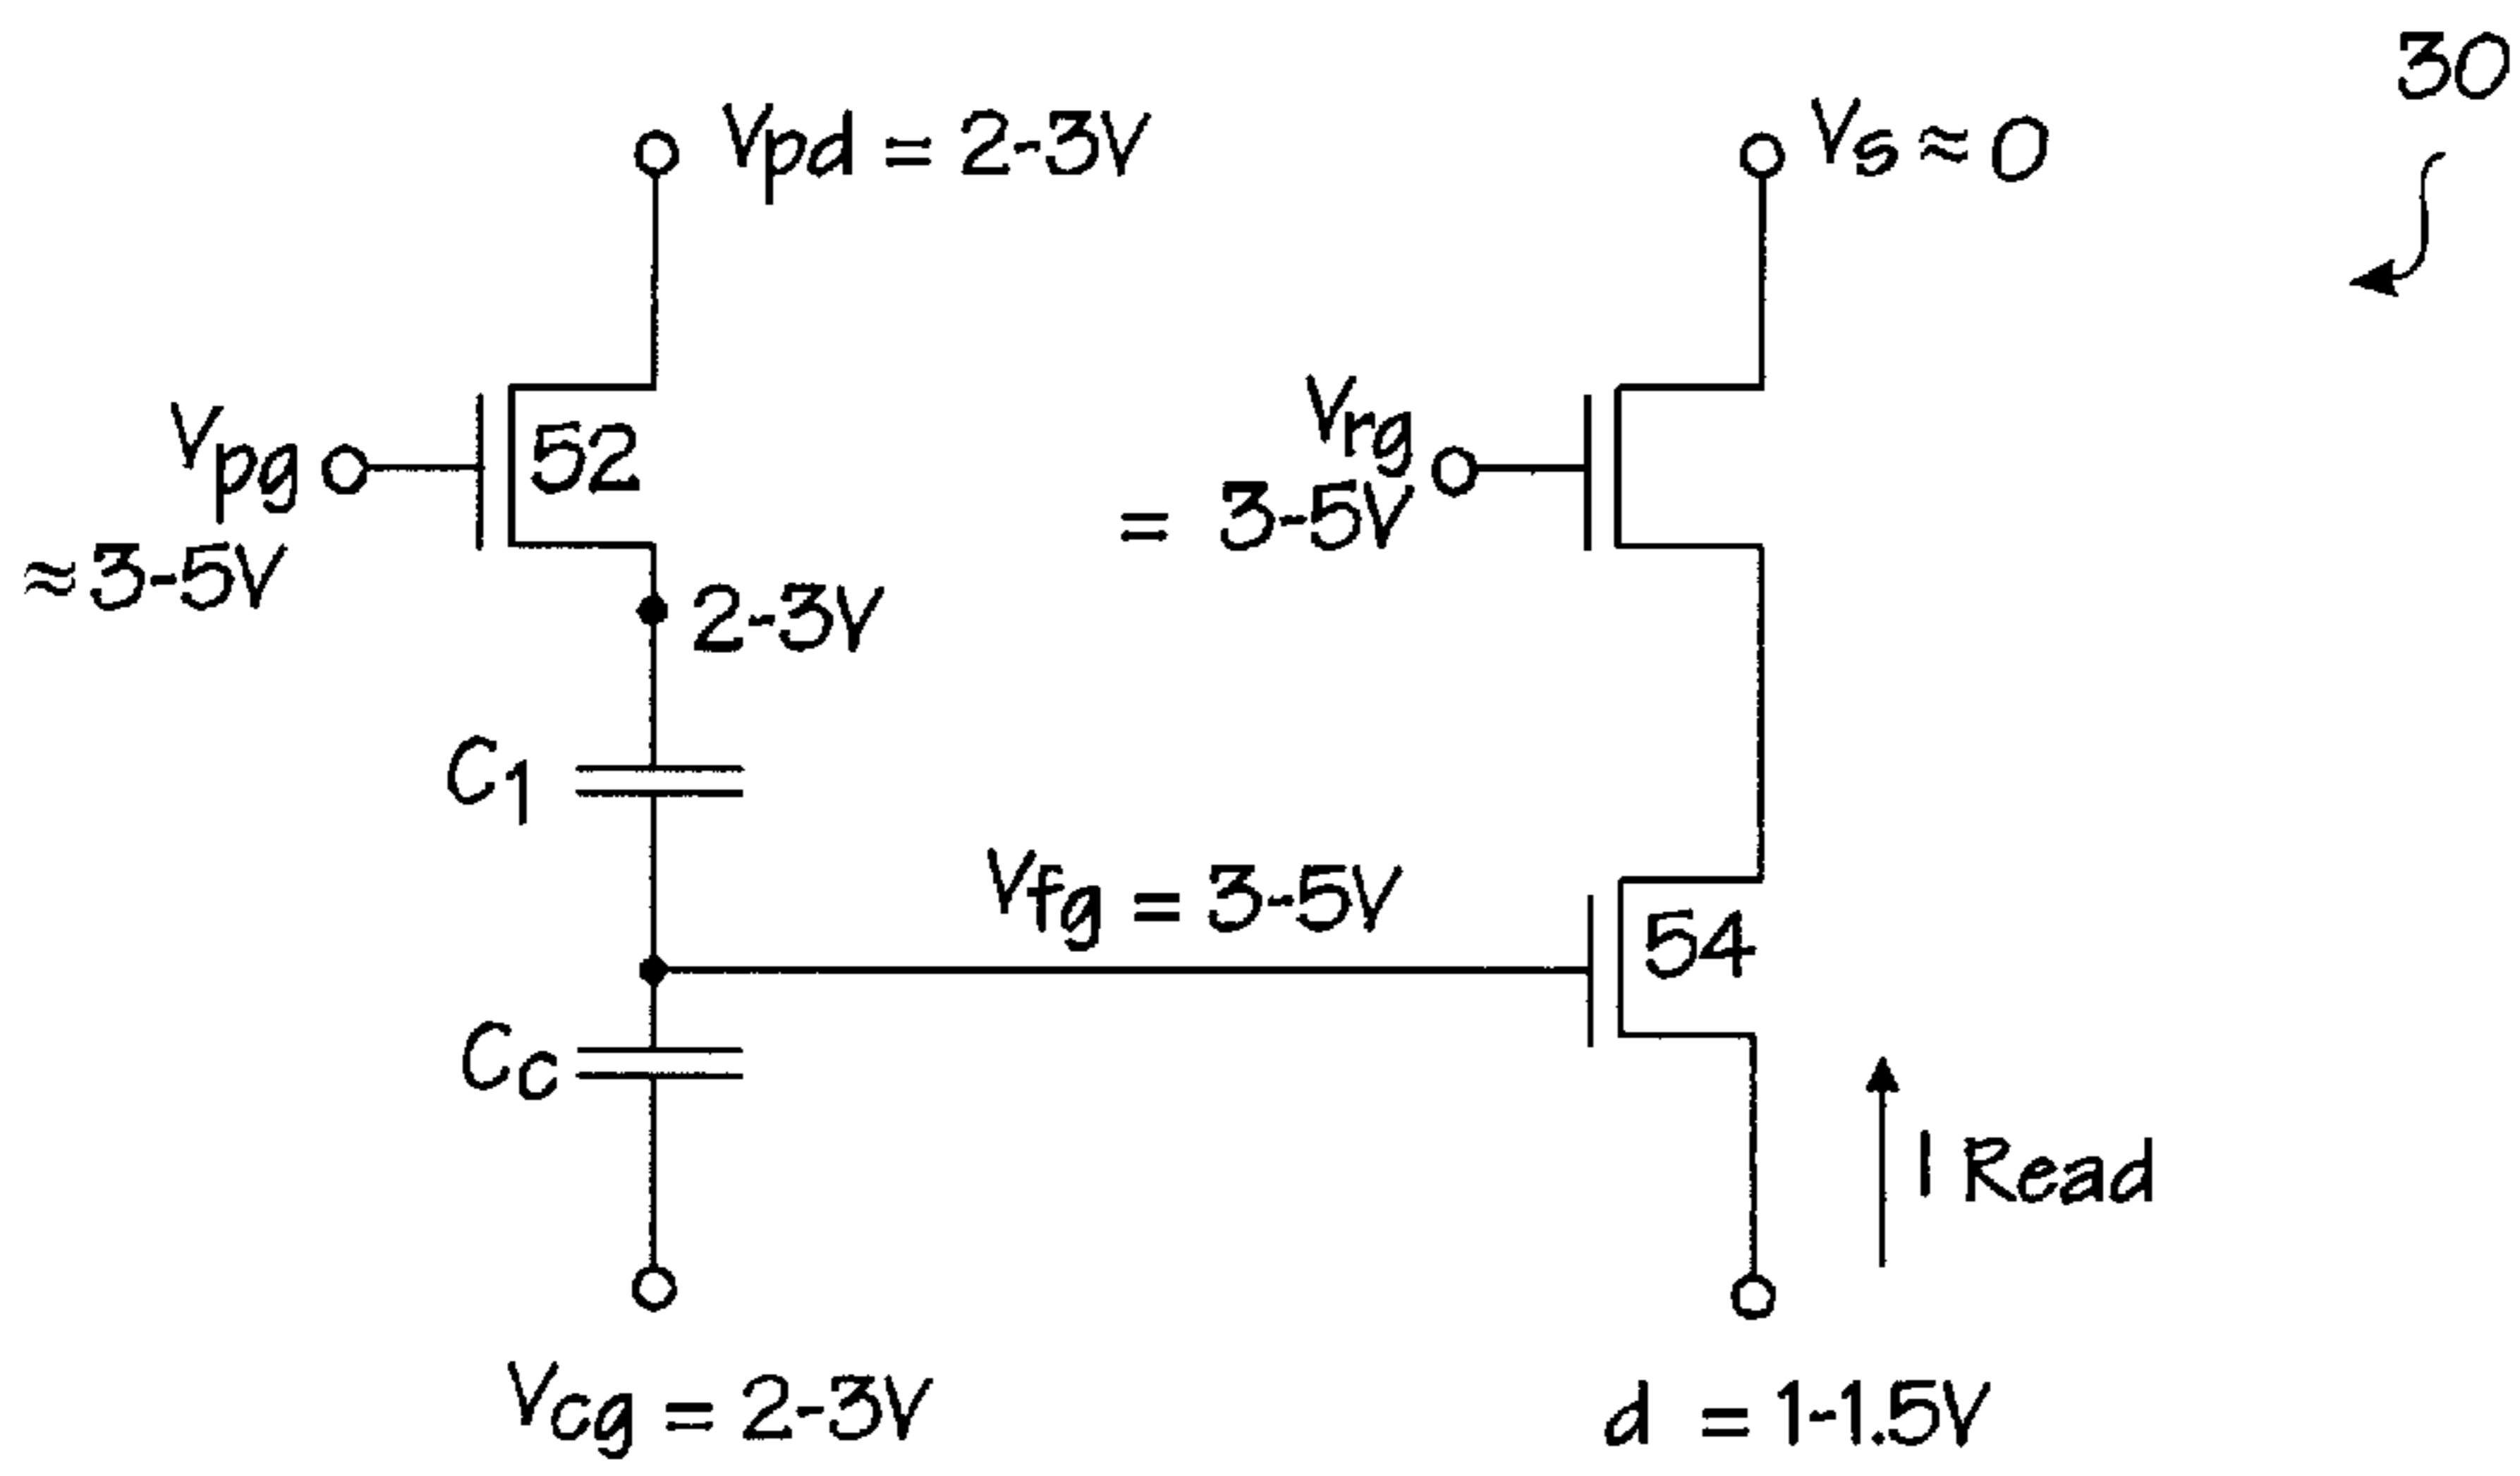 30
Vpd = 2-3V
Vs ≈ 0
Vpg
≈ 3-5V
52
Vrg
= 3-5V
2-3V
C1
Vfg = 3-5V
54
Cc
I Read
Vcg = 2-3V
d = 1-1.5V